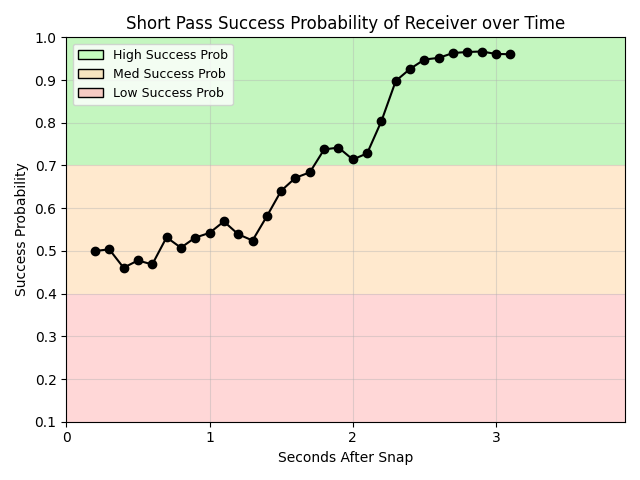 Short Pass Success Probability of Receiver over Time
High Success Prob
Med Success Prob
Low Success Prob
Success Probability
1.0
0.9
0.8
0.7
0.6
0.5
0.4
0.3
0.2
0.1
0 1 2 3
Seconds After Snap